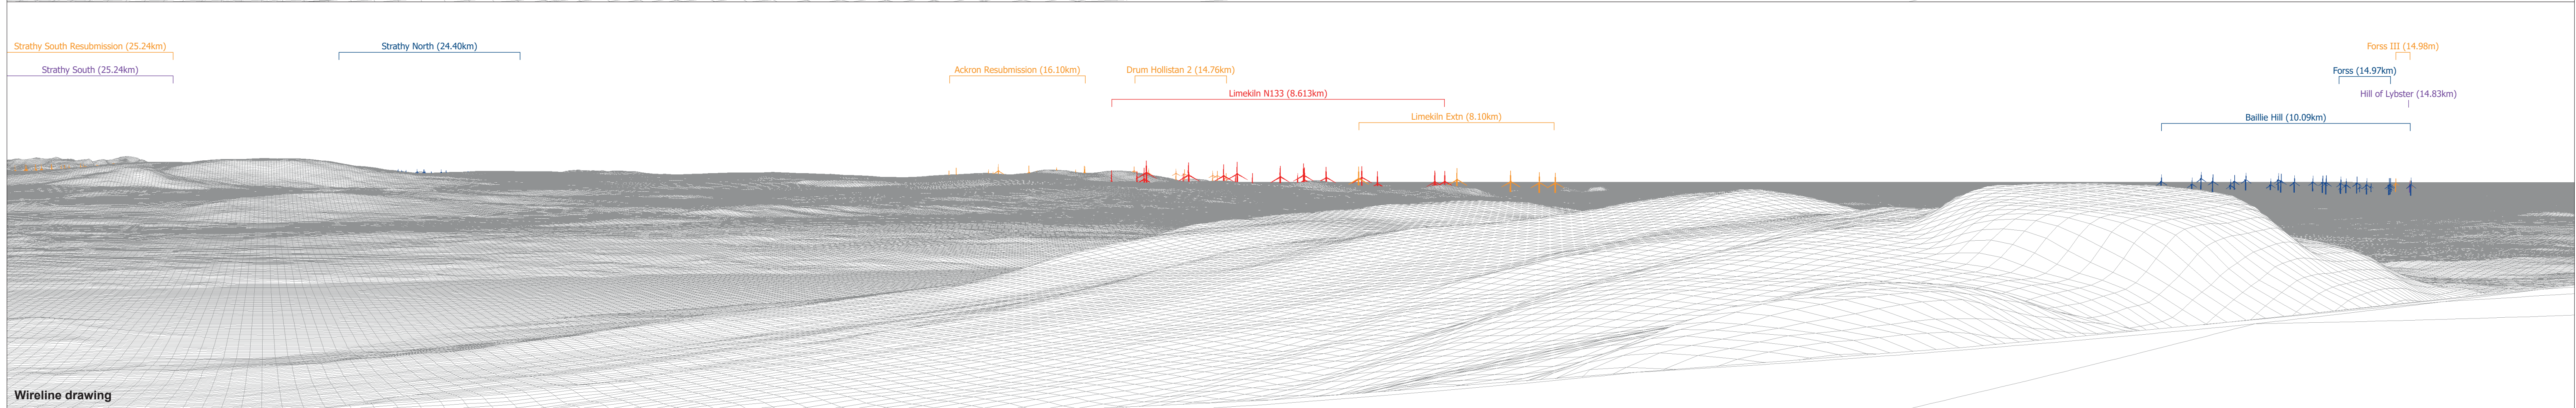 Strathy South Resubmission (25.24km)
Strathy North (24.40km)
Forss III (14.98m)
Strathy South (25.24km)
Ackron Resubmission (16.10km)
Drum Hollistan 2 (14.76km)
Forss (14.97km)
Limekiln N133 (8.613km)
Hill of Lybster (14.83km)
Limekiln Extn (8.10km)
Baillie Hill (10.09km)
Wireline drawing